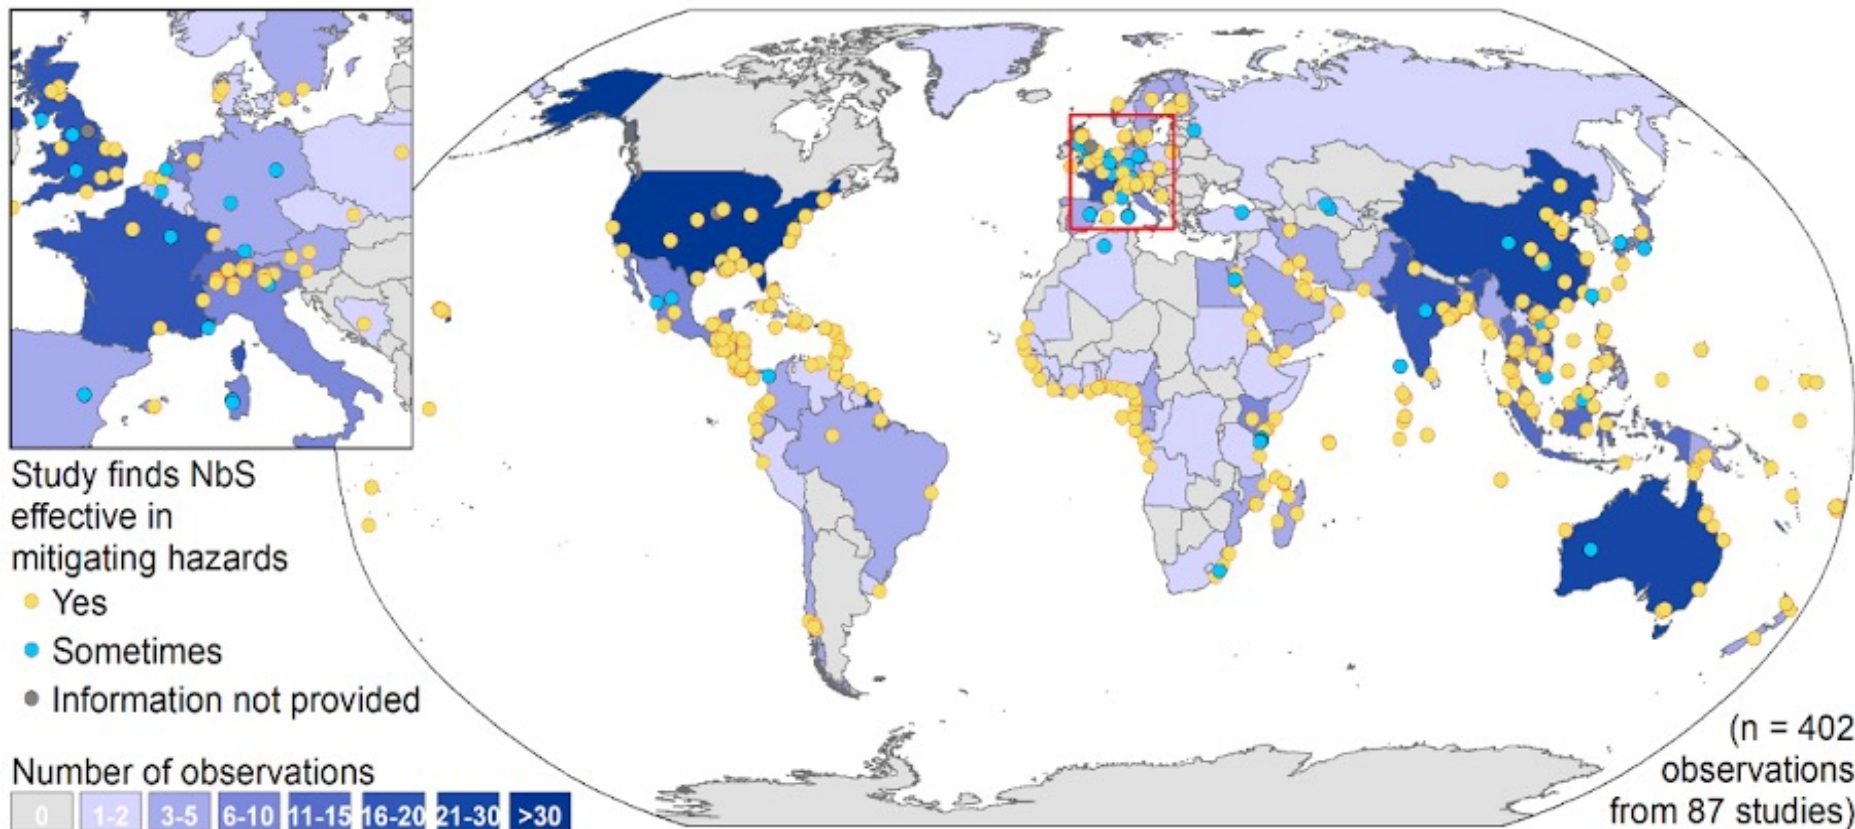 Study finds NbS
effective in
mitigating hazards
Yes
Sometimes
Information not provided
Number of observations
0 1-2 3-5 6-10 11-15 16-20 21-30 >30
(n = 402
observations
from 87 studies)